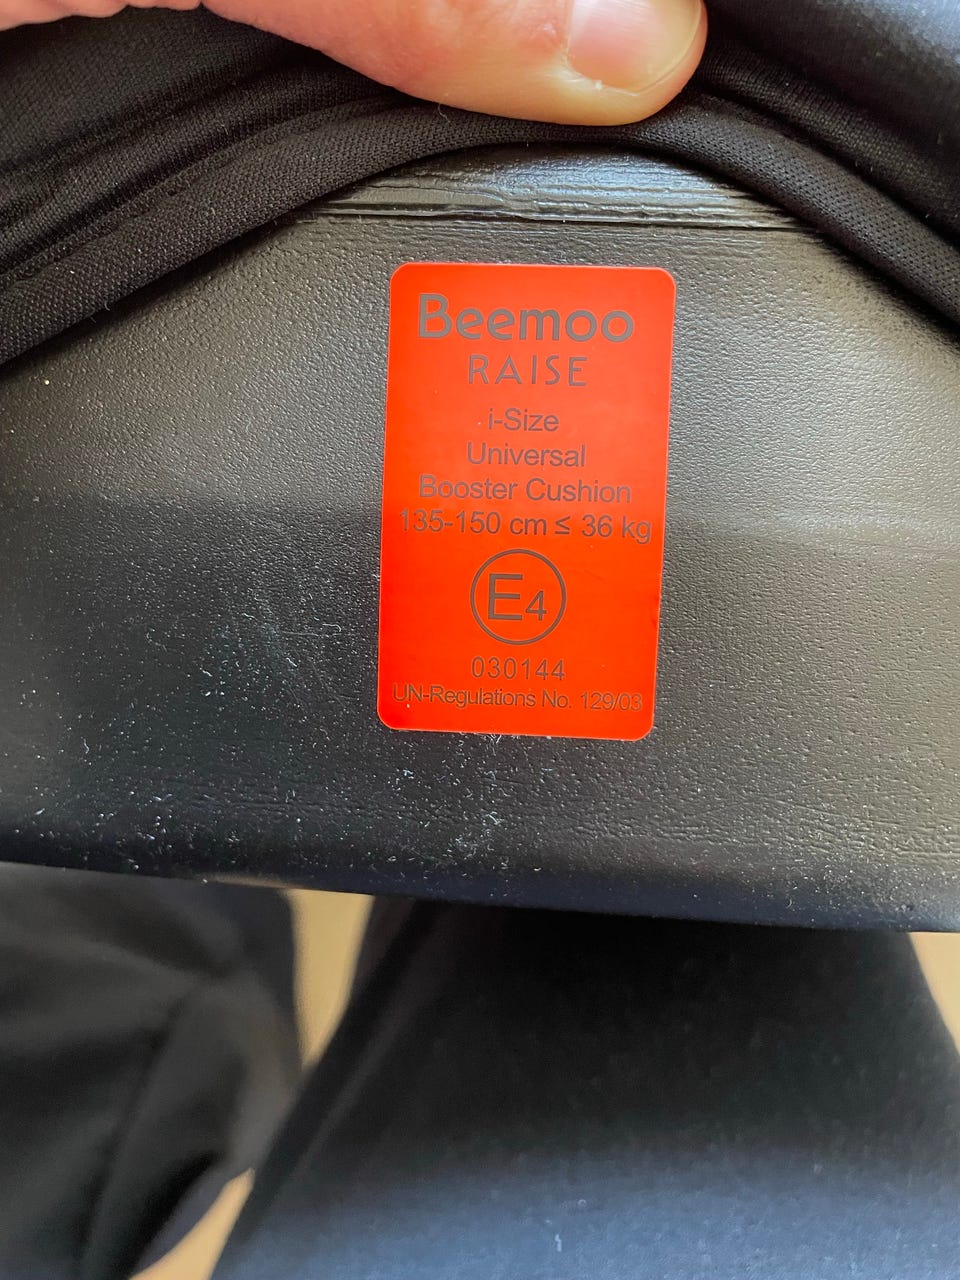 Beemoo
RAISE
i-Size
Universal
Booster Cushion
135-150 cm ≤ 36 kg
E4
030144
UN-Regulations No. 129/03